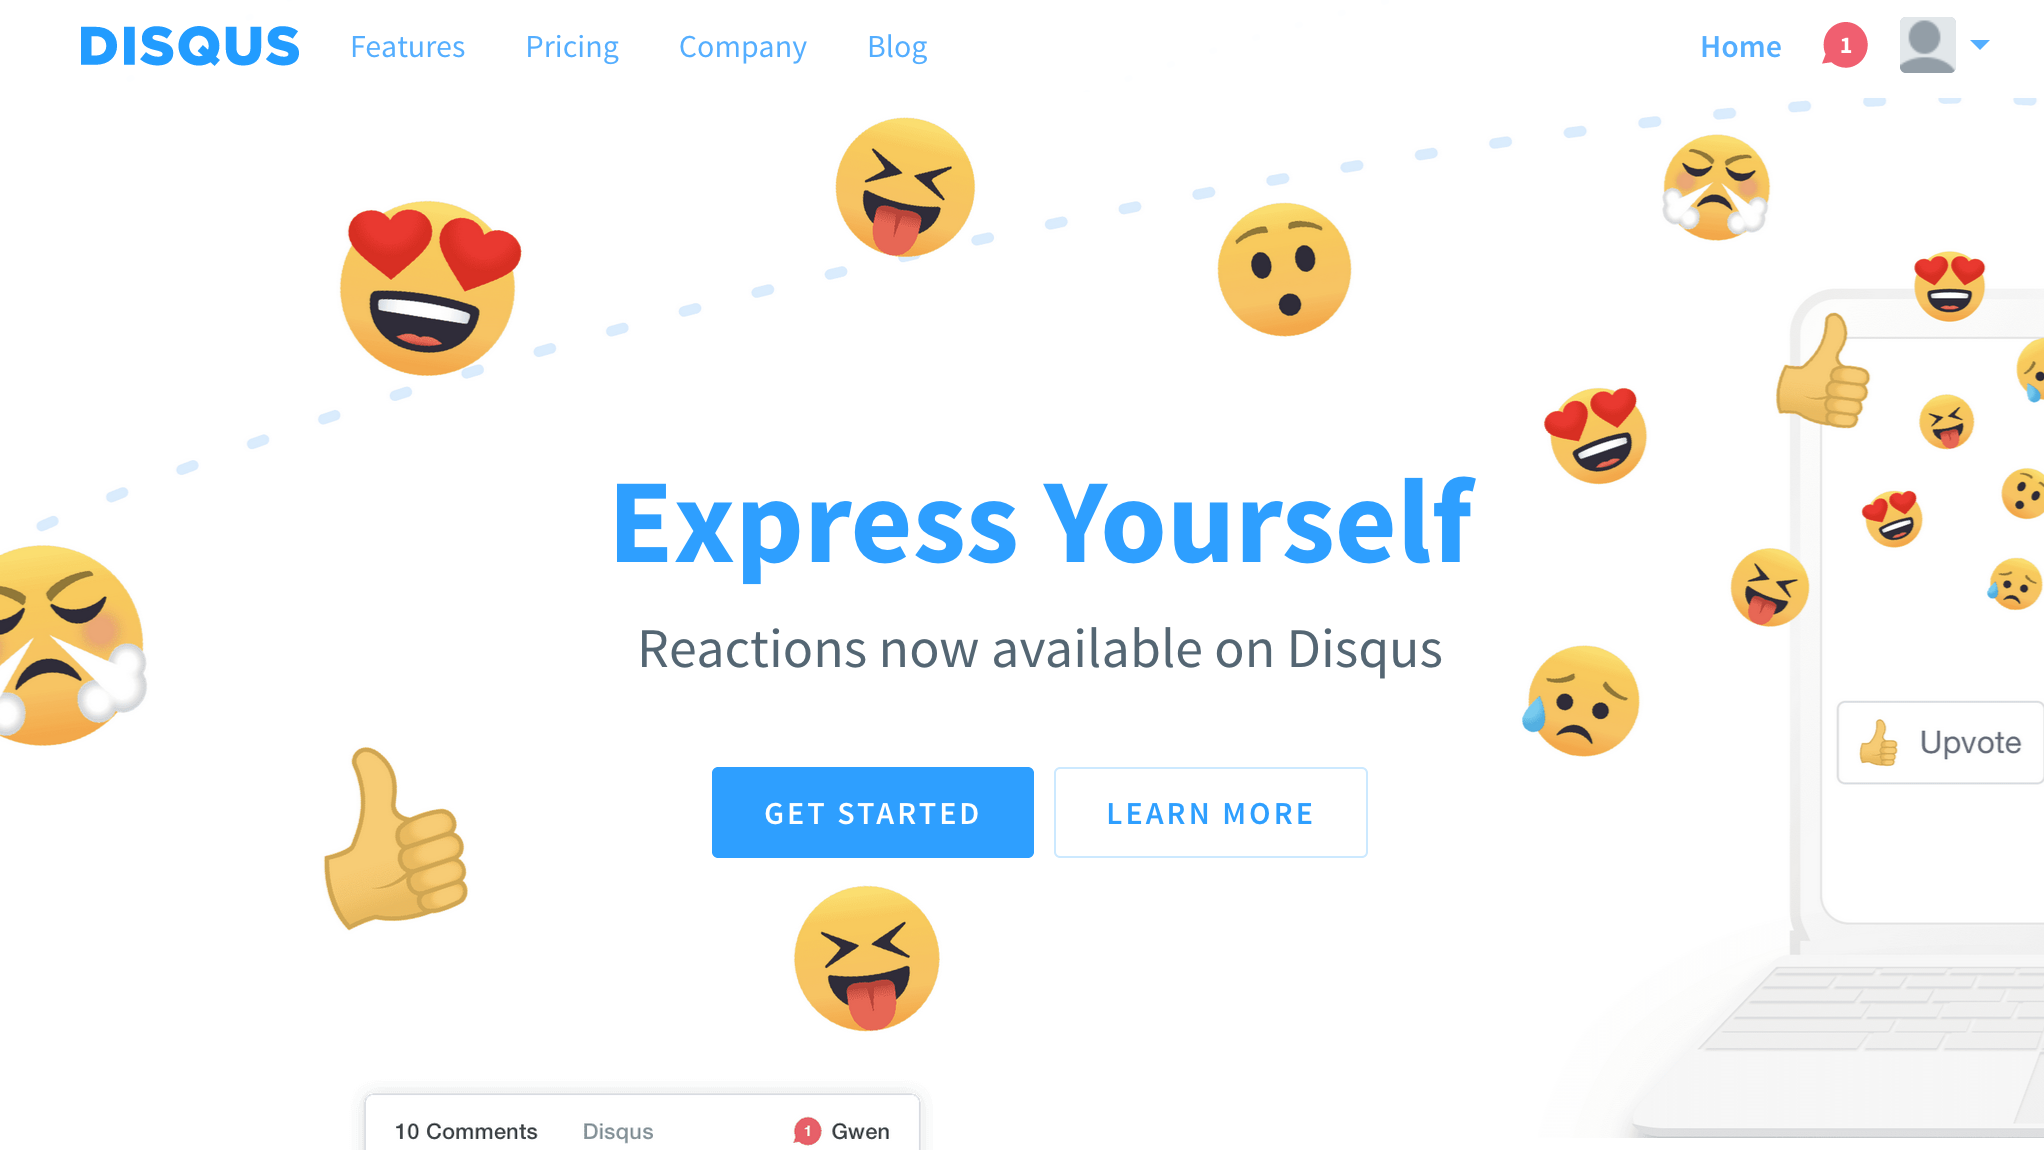 DISQUS Features Pricing Company Blog Home 1
Express Yourself
Reactions now available on Disqus
Upvote
GET STARTED LEARN MORE
10 Comments Disqus 1 Gwen